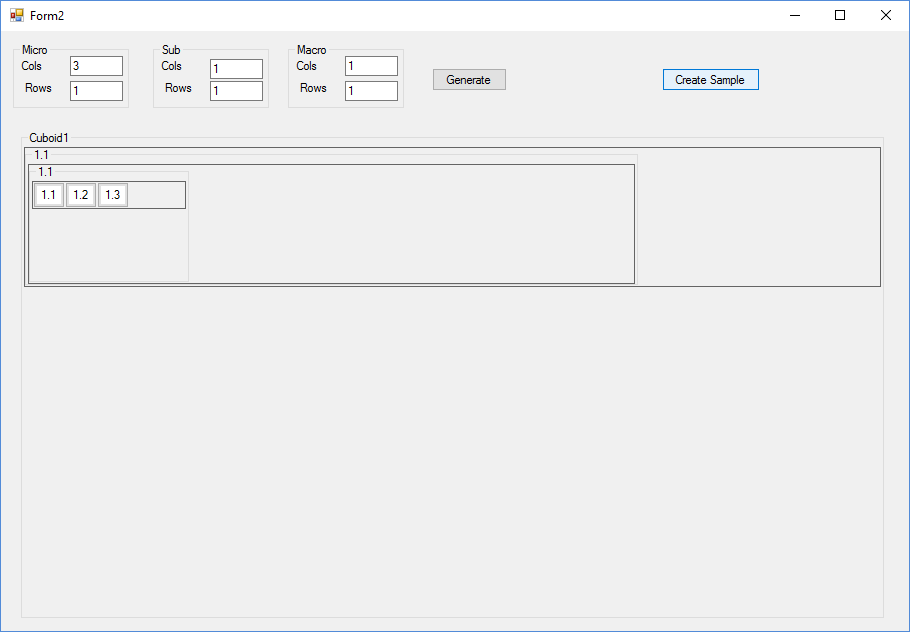 Form2
Micro
Cols 3
Rows 1
Sub
Cols 1
Rows 1
Macro
Cols 1
Rows 1
Generate
Create Sample
Cuboid1
1.1
1.1
1.1 1.2 1.3